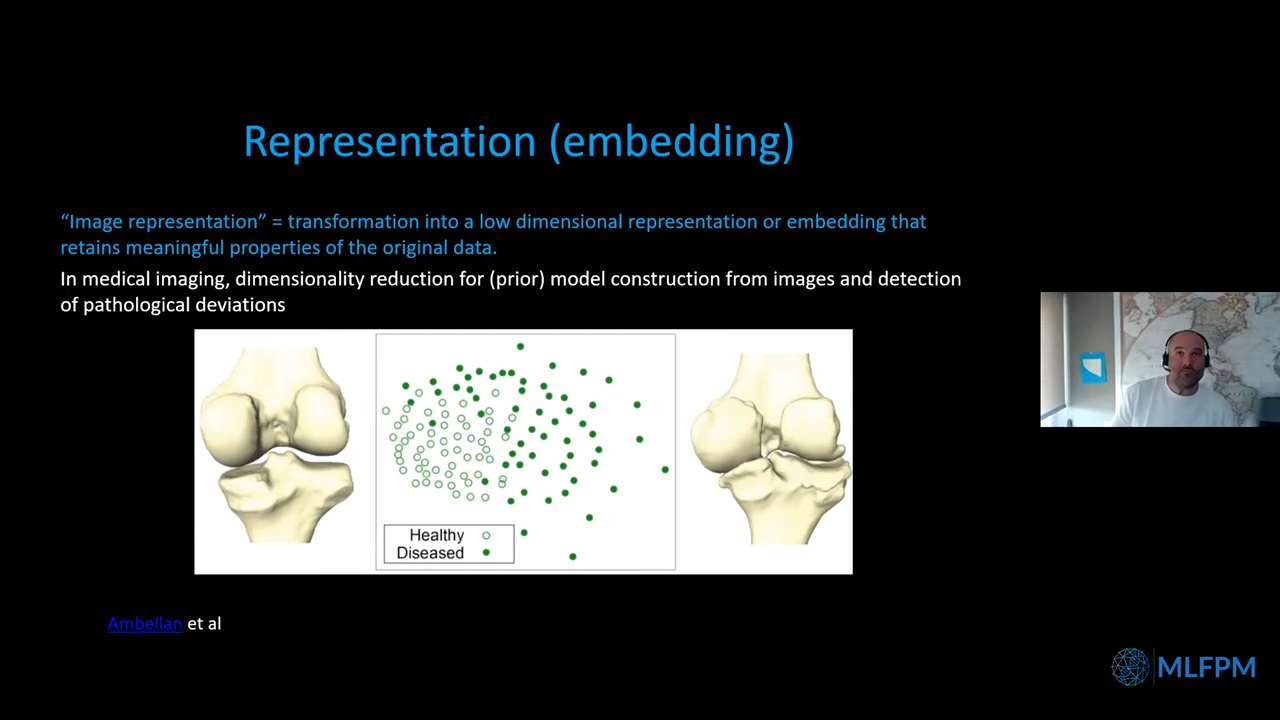 Representation (embedding)
“Image representation” = transformation into a low dimensional representation or embedding that
retains meaningful properties of the original data.
In medical imaging, dimensionality reduction for (prior) model construction from images and detection
of pathological deviations
Healthy
Diseased
Ambellan et al
MLFPM